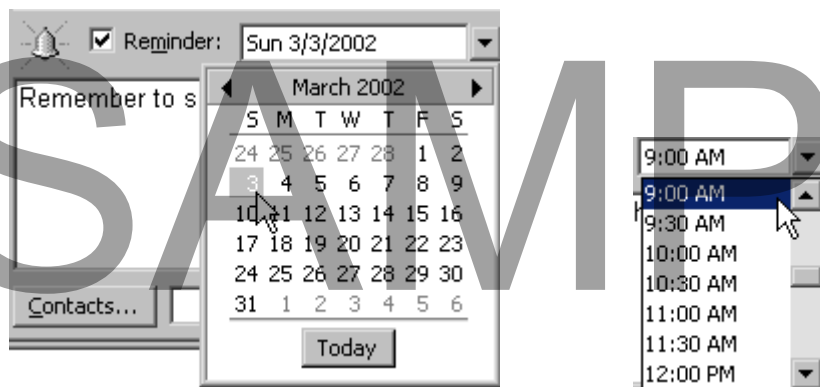 Reminder: Sun 3/3/2002
Remember to s
March 2002
S M T W T F S
24 25 26 27 28 1 2
3 4 5 6 7 8 9
10 11 12 13 14 15 16
17 18 19 20 21 22 23
24 25 26 27 28 29 30
31 1 2 3 4 5 6
Contacts...
Today
9:00 AM
9:00 AM
9:30 AM
10:00 AM
10:30 AM
11:00 AM
11:30 AM
12:00 PM
SAMP